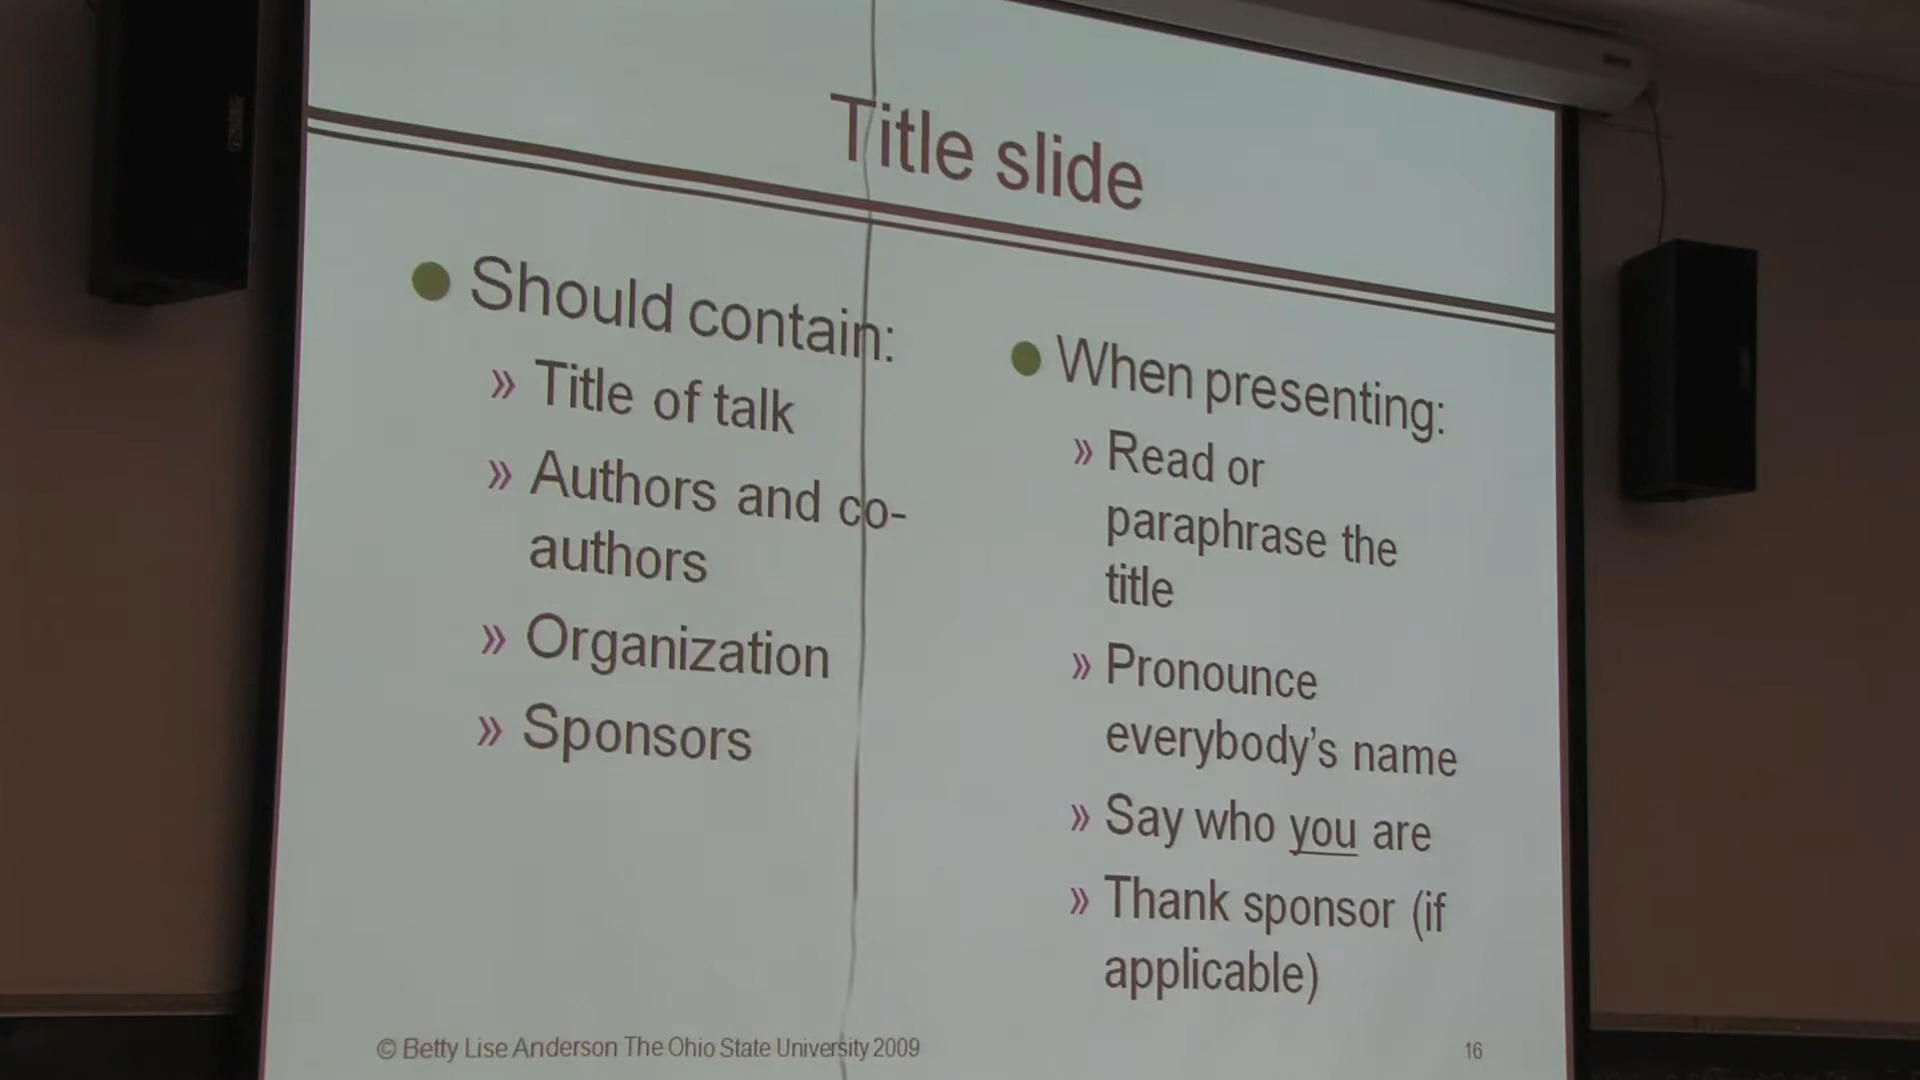 Title slide
Should contain:
» Title of talk
» Authors and co-
authors
» Organization
» Sponsors
When presenting:
» Read or
paraphrase the
title
» Pronounce
everybody's name
» Say who you are
» Thank sponsor (if
applicable)
© Betty Lise Anderson The Ohio State University 2009
16